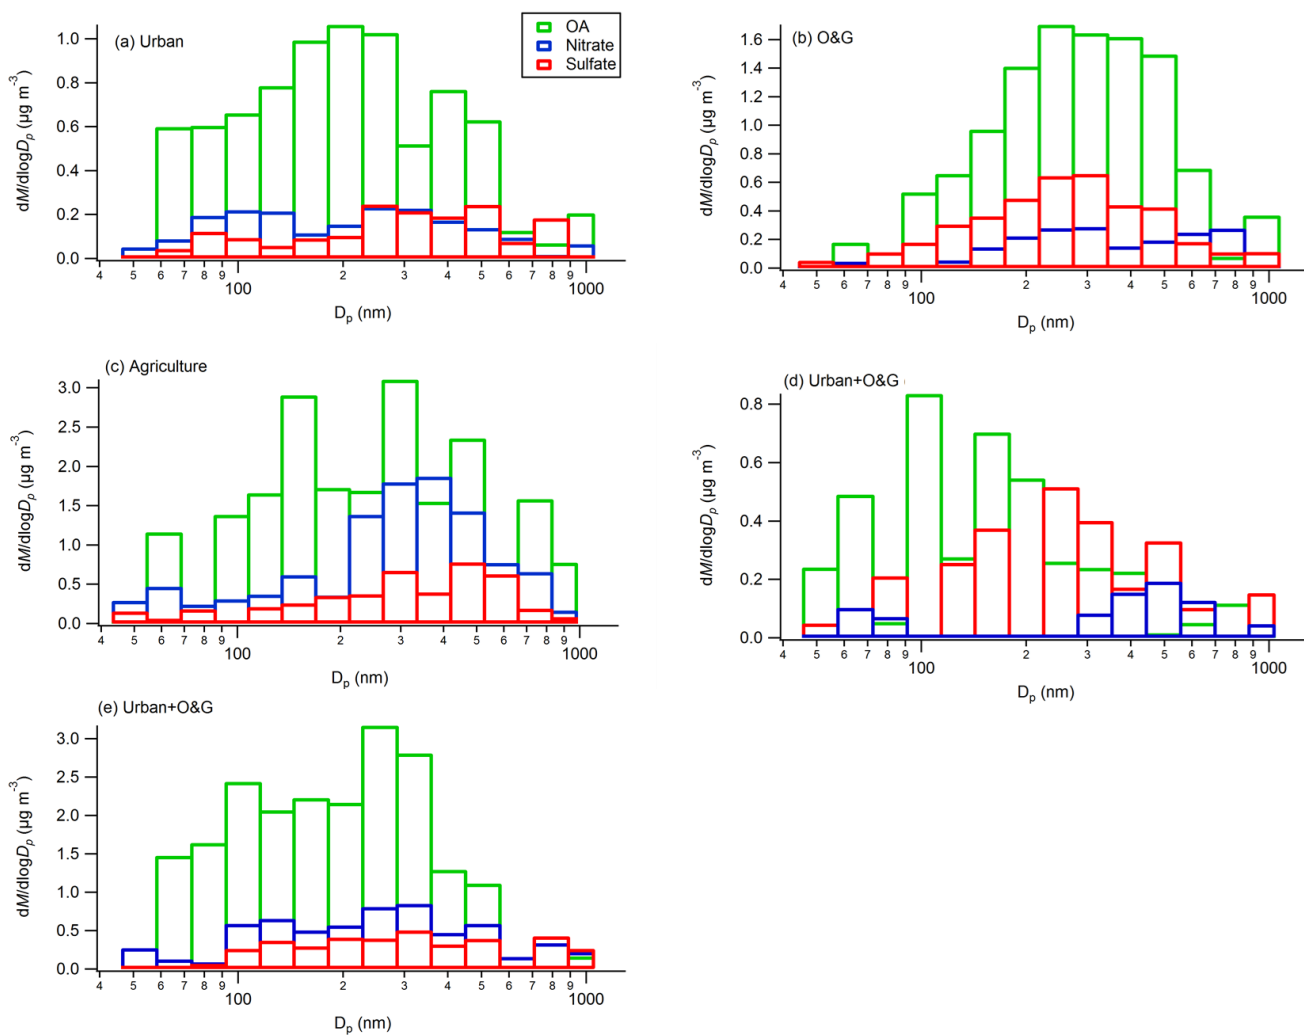 (a) Urban
OA
Nitrate
Sulfate
dM/dlogDp (µg m-3)
1.0
0.8
0.6
0.4
0.2
0.0
4 5 6 7 8 9 100 2 3 4 5 6 7 8 9 1000
Dp (nm)
(b) O&G
dM/dlogDp (µg m-3)
1.6
1.4
1.2
1.0
0.8
0.6
0.4
0.2
0.0
4 5 6 7 8 9 100 2 3 4 5 6 7 8 9 1000
Dp (nm)
(c) Agriculture
dM/dlogDp (µg m-3)
3.0
2.5
2.0
1.5
1.0
0.5
0.0
4 5 6 7 8 9 100 2 3 4 5 6 7 8 9 1000
Dp (nm)
(d) Urban+O&G
dM/dlogDp (µg m-3)
0.8
0.6
0.4
0.2
0.0
4 5 6 7 8 9 100 2 3 4 5 6 7 8 9 1000
Dp (nm)
(e) Urban+O&G
dM/dlogDp (µg m-3)
3.0
2.5
2.0
1.5
1.0
0.5
0.0
4 5 6 7 8 9 100 2 3 4 5 6 7 8 9 1000
Dp (nm)